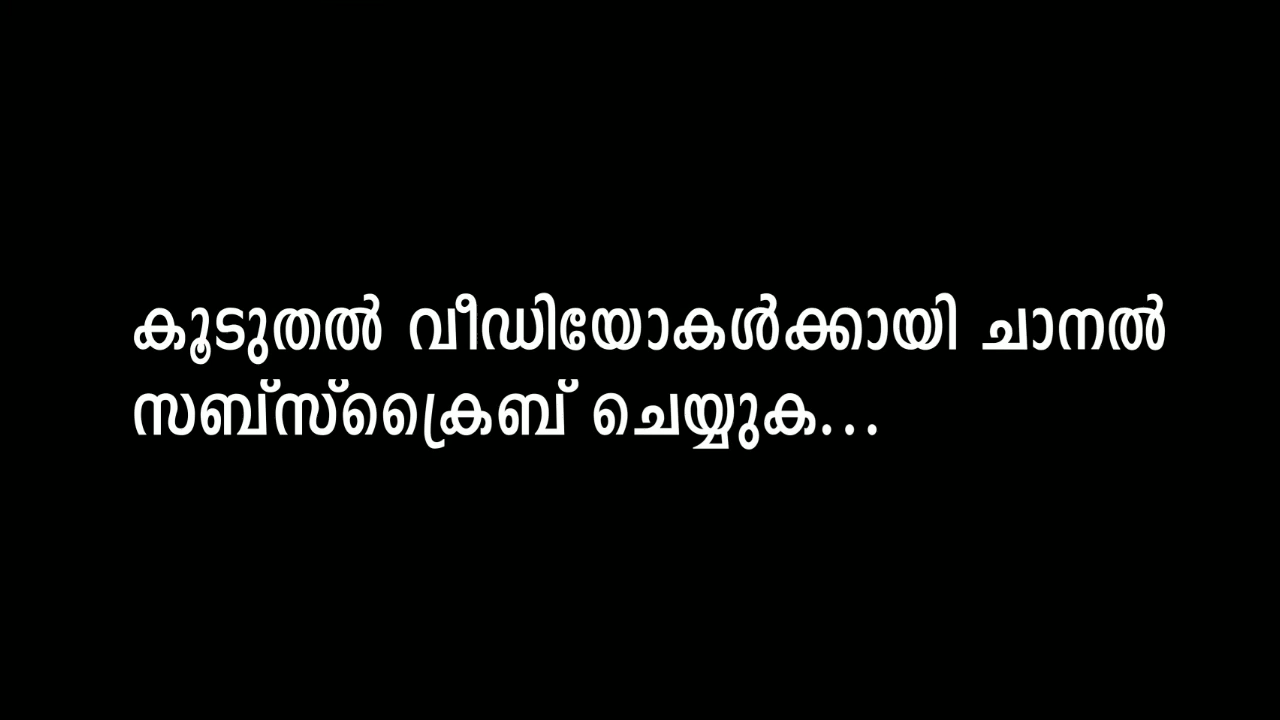 കൂടുതൽ വീഡിയോകൾക്കായി ചാനൽ
സബ്സ്ക്രൈബ് ചെയ്യുക...